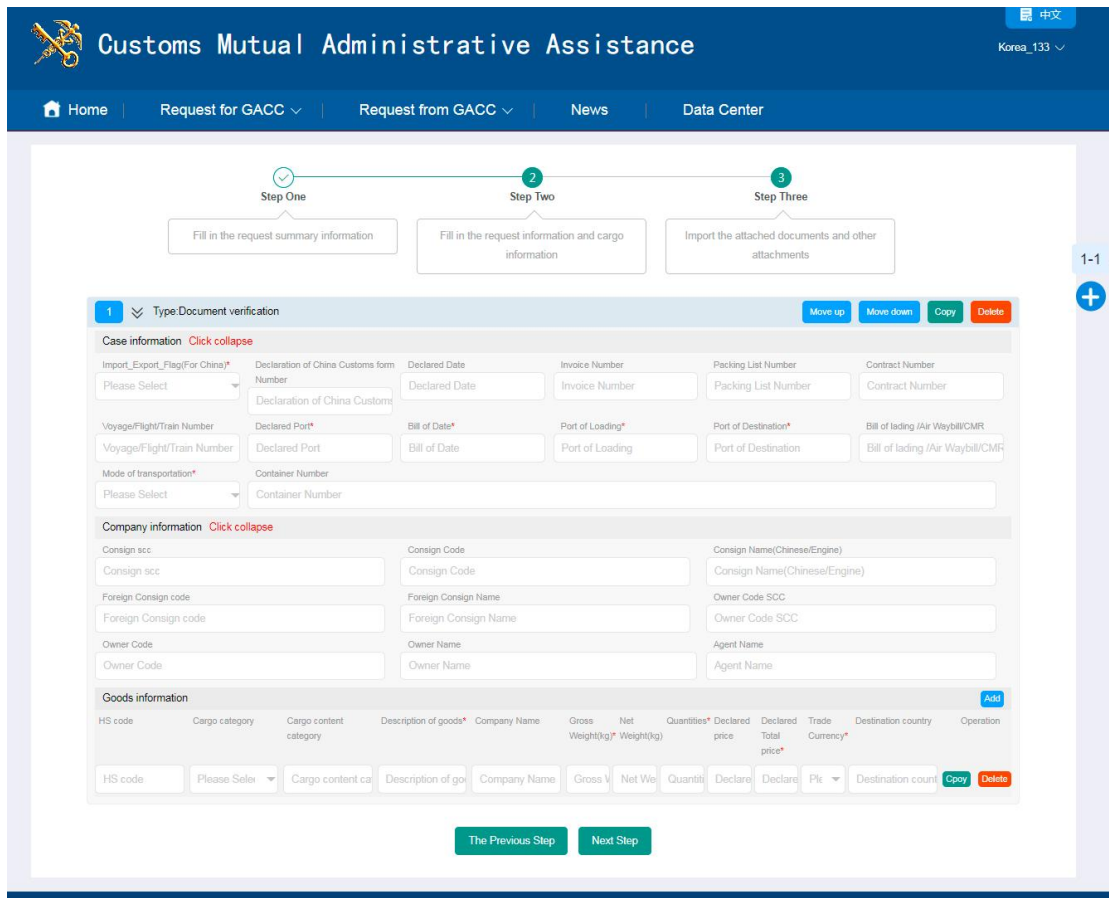 中文
Customs Mutual Administrative Assistance
Korea_133
Home
Request for GACC
Request from GACC
News
Data Center
2
3
Step One
Step Two
Step Three
Fill in the request summary information
Fill in the request information and cargo
information
Import the attached documents and other
attachments
1-1
1
Type:Document verification
Move up
Move down
Copy
Delete
Case information Click collapse
Import_Export_Flag(For China)*
Declaration of China Customs form
Number
Declared Date
Invoice Number
Packing List Number
Contract Number
Please Select
Declaration of China Customs
Declared Date
Invoice Number
Packing List Number
Contract Number
Voyage/Flight/Train Number
Declared Port*
Bill of Date*
Port of Loading*
Port of Destination*
Bill of lading /Air Waybill/CMR
Voyage/Flight/Train Number
Declared Port
Bill of Date
Port of Loading
Port of Destination
Bill of lading /Air Waybill/CMR
Mode of transportation*
Container Number
Please Select
Container Number
Company information Click collapse
Consign scc
Consign Code
Consign Name(Chinese/Engine)
Consign scc
Consign Code
Consign Name(Chinese/Engine)
Foreign Consign code
Foreign Consign Name
Owner Code SCC
Foreign Consign code
Foreign Consign Name
Owner Code SCC
Owner Code
Owner Name
Agent Name
Owner Code
Owner Name
Agent Name
Goods information
Add
HS code
Cargo category
Cargo content
category
Description of goods*
Company Name
Gross
Weight(kg)*
Net
Weight(kg)
Quantities*
Declared
price
Declared
Total
price*
Trade
Currency*
Destination country
Operation
HS code
Please Sele
Cargo content ca
Description of go
Company Name
Gross W
Net We
Quantiti
Declare
Declare
Ple
Destination count
Cpoy
Delete
The Previous Step
Next Step